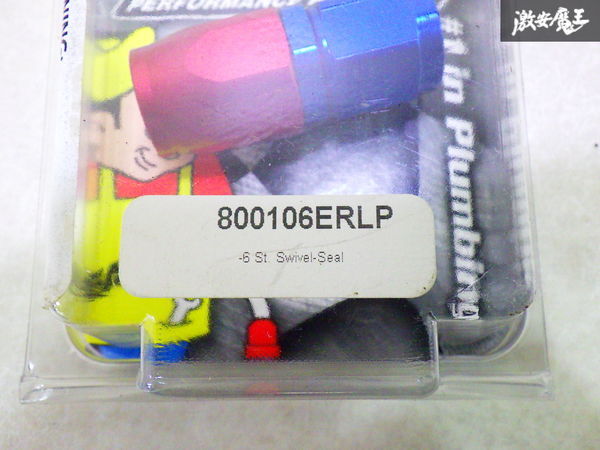 PERFORMANCE
激安魔王
#1 in Plumbing
800106ERLP
-6 St. Swivel-Seal